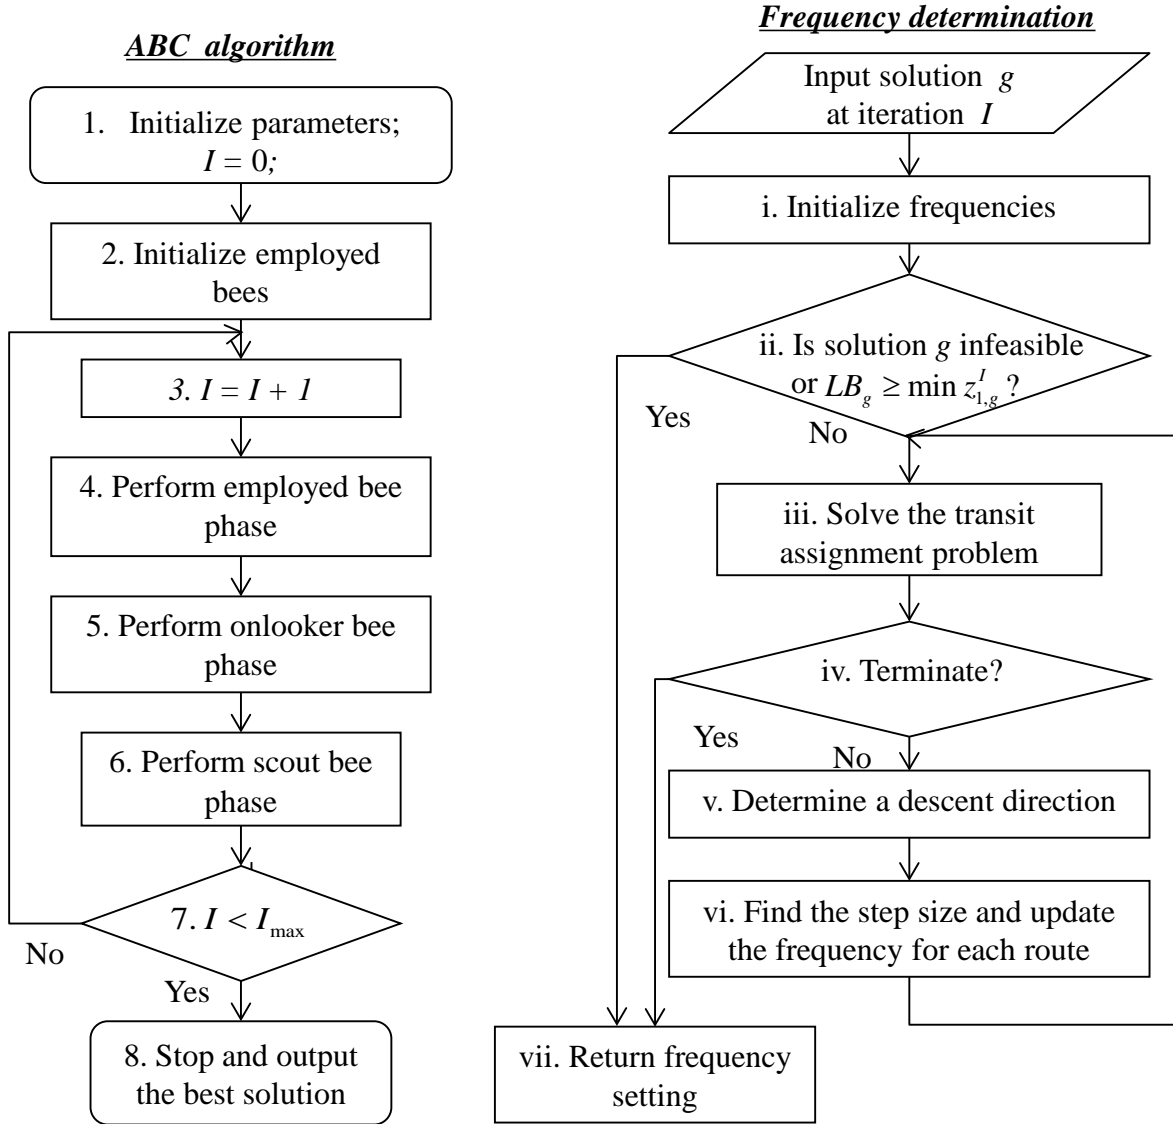 ABC algorithm
1. Initialize parameters;
I = 0;
2. Initialize employed
bees
3. I = I + 1
4. Perform employed bee
phase
5. Perform onlooker bee
phase
6. Perform scout bee
phase
7. I < I_max
No
Yes
8. Stop and output
the best solution
Frequency determination
Input solution g
at iteration I
i. Initialize frequencies
ii. Is solution g infeasible
or LB_g ≥ min z_{1,g}^I ?
Yes
No
iii. Solve the transit
assignment problem
iv. Terminate?
Yes
No
v. Determine a descent direction
vi. Find the step size and update
the frequency for each route
vii. Return frequency
setting